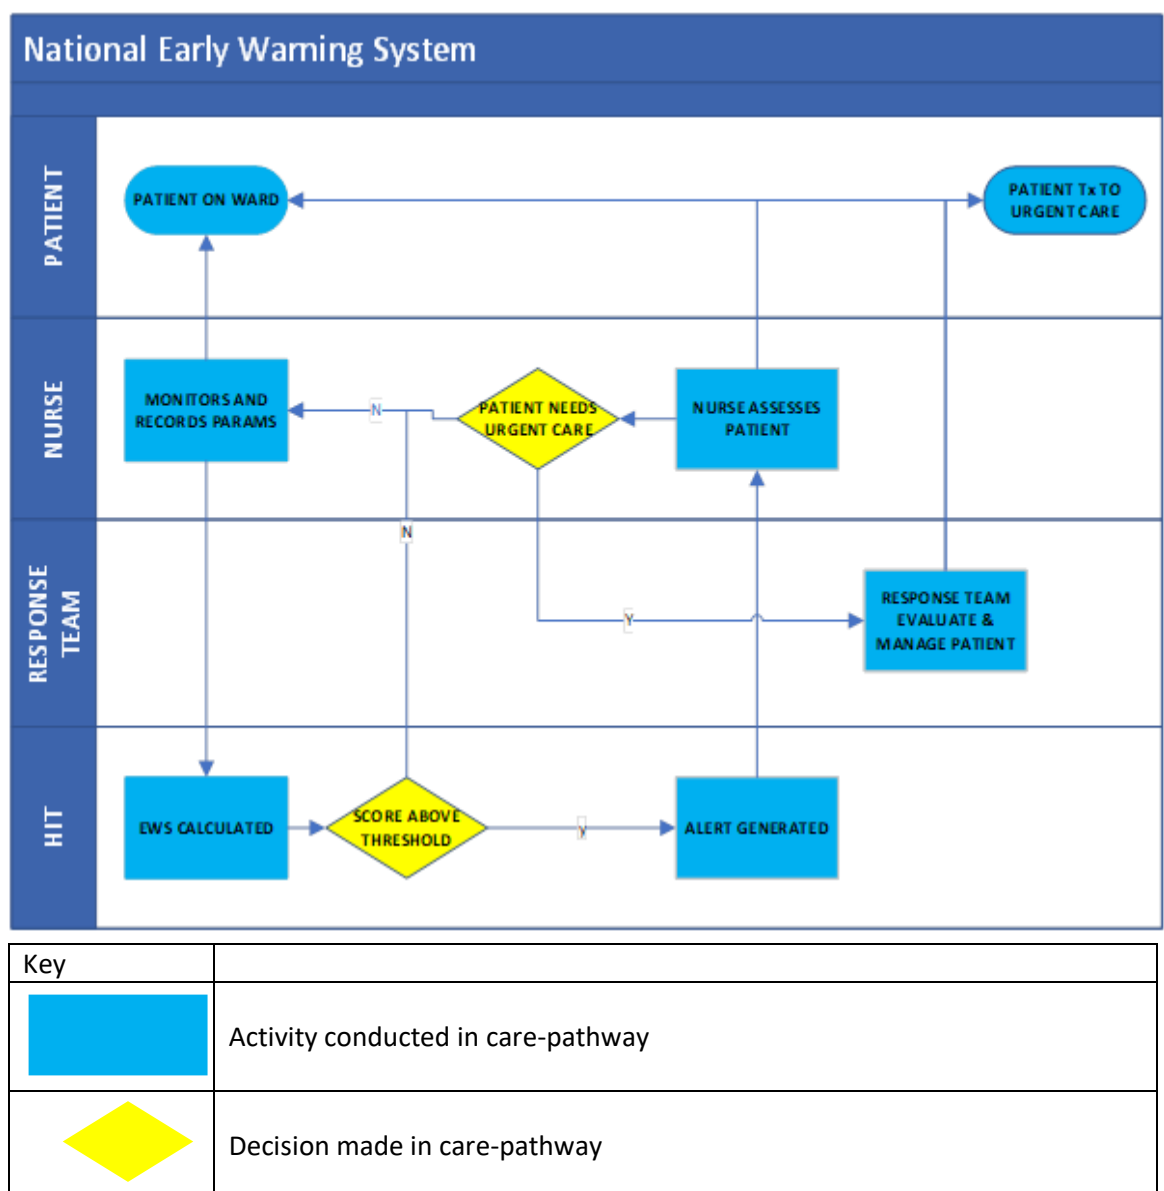 National Early Warning System
PATIENT
PATIENT ON WARD
PATIENT Tx TO
URGENT CARE
NURSE
MONITORS AND
RECORDS PARAMS
N
PATIENT NEEDS
URGENT CARE
NURSE ASSESSES
PATIENT
N
RESPONSE
TEAM
Y
RESPONSE TEAM
EVALUATE &
MANAGE PATIENT
HIT
EWS CALCULATED
SCORE ABOVE
THRESHOLD
y
ALERT GENERATED
Key
Activity conducted in care-pathway
Decision made in care-pathway